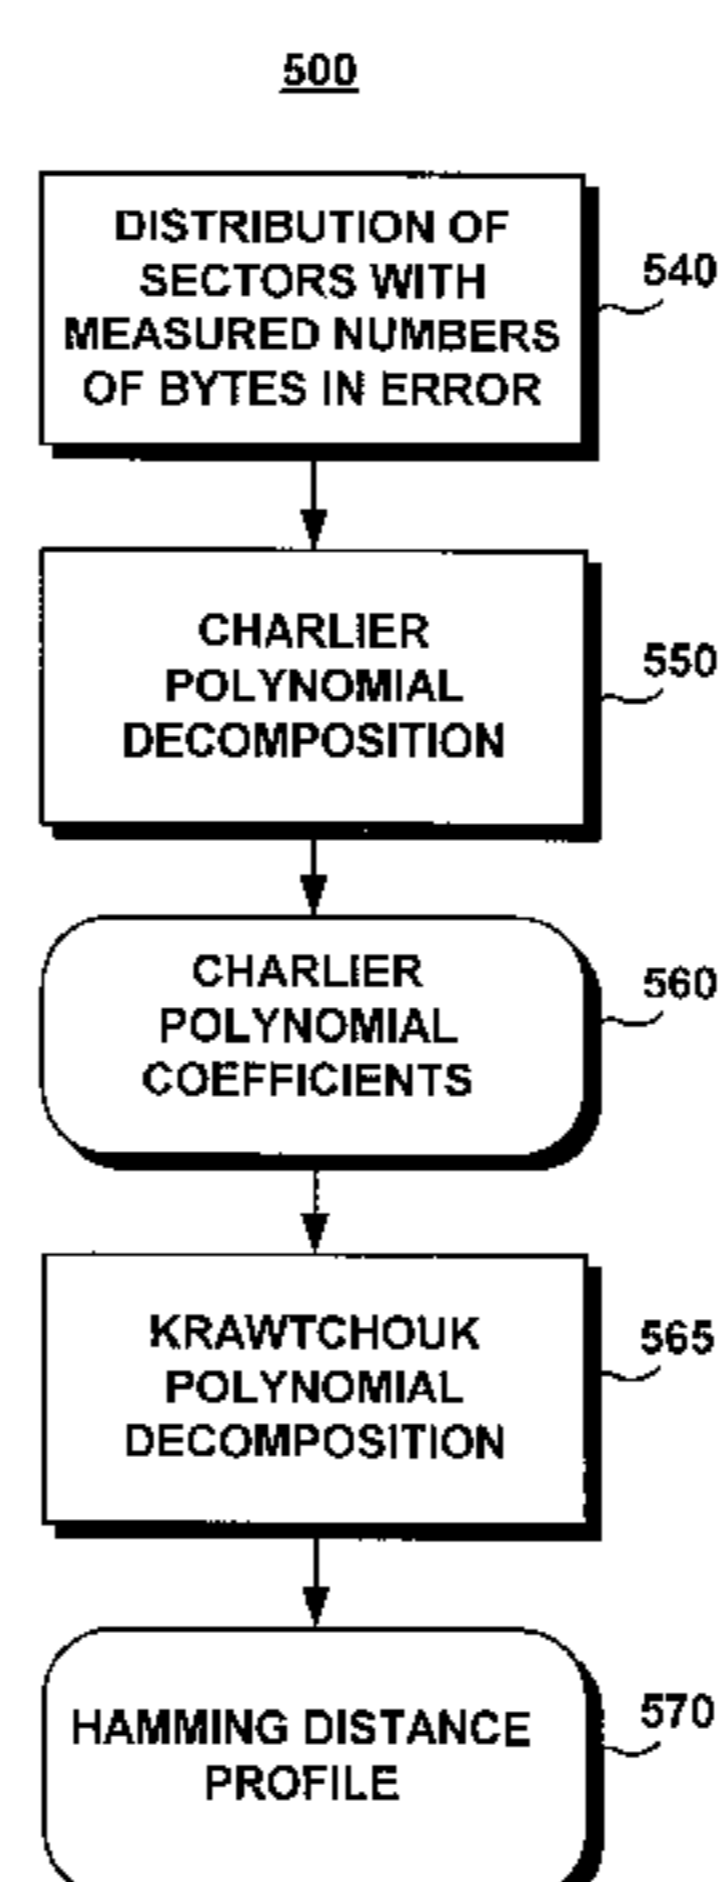 500
DISTRIBUTION OF
SECTORS WITH
MEASURED NUMBERS
OF BYTES IN ERROR
540
CHARLIER
POLYNOMIAL
DECOMPOSITION
550
CHARLIER
POLYNOMIAL
COEFFICIENTS
560
KRAWTCHOUK
POLYNOMIAL
DECOMPOSITION
565
HAMMING DISTANCE
PROFILE
570